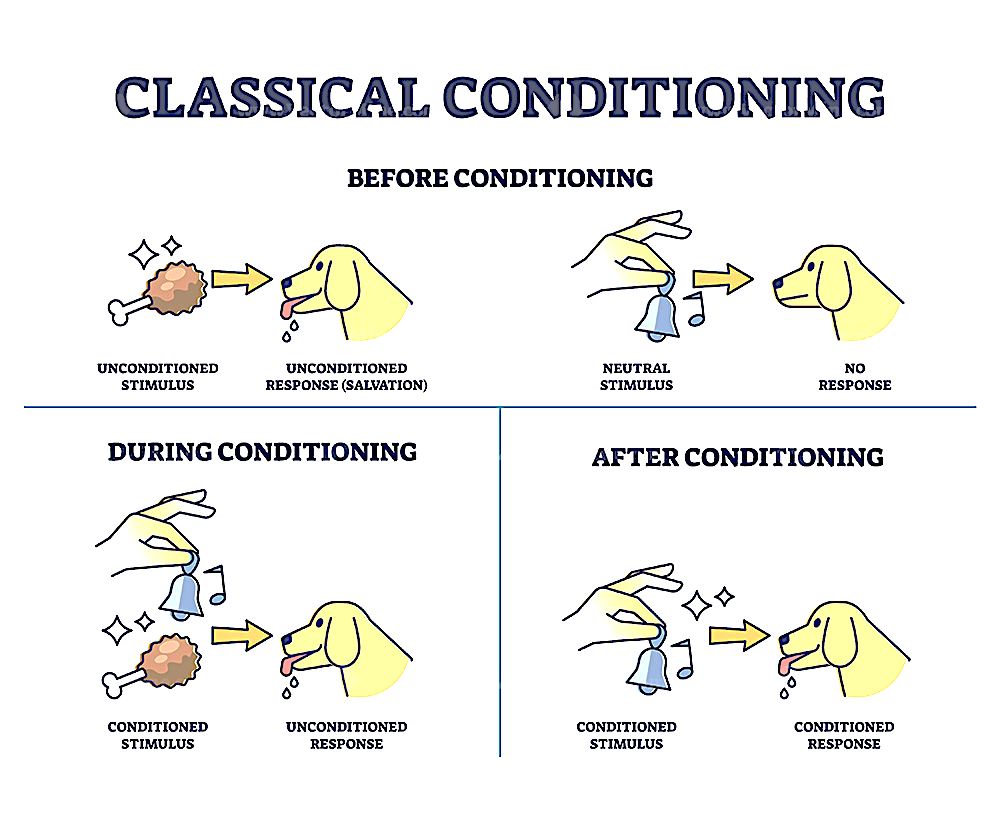 CLASSICAL CONDITIONING
BEFORE CONDITIONING
UNCONDITIONED
STIMULUS
UNCONDITIONED
RESPONSE (SALVATION)
NEUTRAL
STIMULUS
NO
RESPONSE
DURING CONDITIONING
CONDITIONED
STIMULUS
UNCONDITIONED
RESPONSE
AFTER CONDITIONING
CONDITIONED
STIMULUS
CONDITIONED
RESPONSE